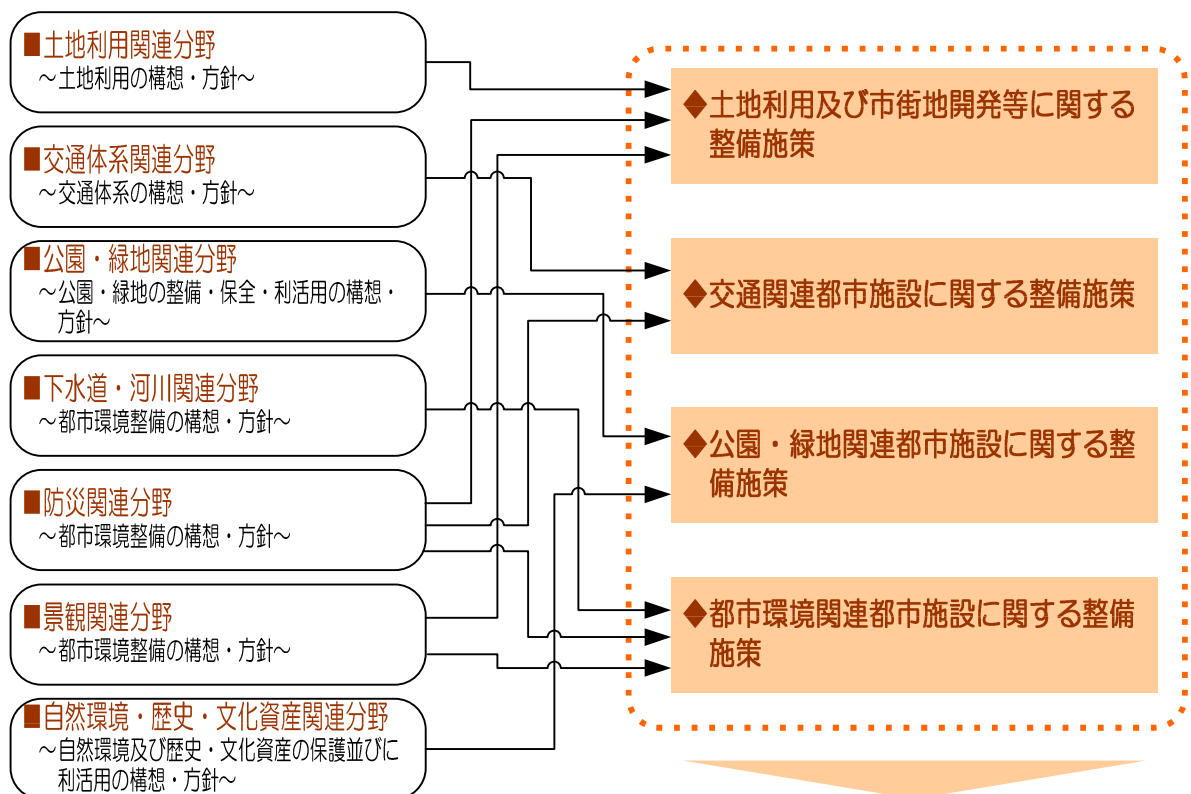 ■土地利用関連分野
～土地利用の構想・方針～
■交通体系関連分野
～交通体系の構想・方針～
■公園・緑地関連分野
～公園・緑地の整備・保全・利活用の構想・
方針～
■下水道・河川関連分野
～都市環境整備の構想・方針～
■防災関連分野
～都市環境整備の構想・方針～
■景観関連分野
～都市環境整備の構想・方針～
■自然環境・歴史・文化資産関連分野
～自然環境及び歴史・文化資産の保護並びに
利活用の構想・方針～
◆土地利用及び市街地開発等に関する
整備施策
◆交通関連都市施設に関する整備施策
◆公園・緑地関連都市施設に関する整
備施策
◆都市環境関連都市施設に関する整備
施策